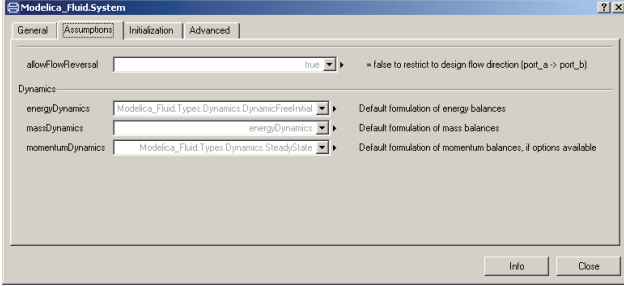 Modelica_Fluid.System
? X
General Assumptions Initialization Advanced
allowFlowReversal true = false to restrict to design flow direction (port_a -> port_b)
Dynamics
energyDynamics Modelica_Fluid.Types.Dynamics.DynamicFreeInitial Default formulation of energy balances
massDynamics energyDynamics Default formulation of mass balances
momentumDynamics Modelica_Fluid.Types.Dynamics.SteadyState Default formulation of momentum balances, if options available
Info Close